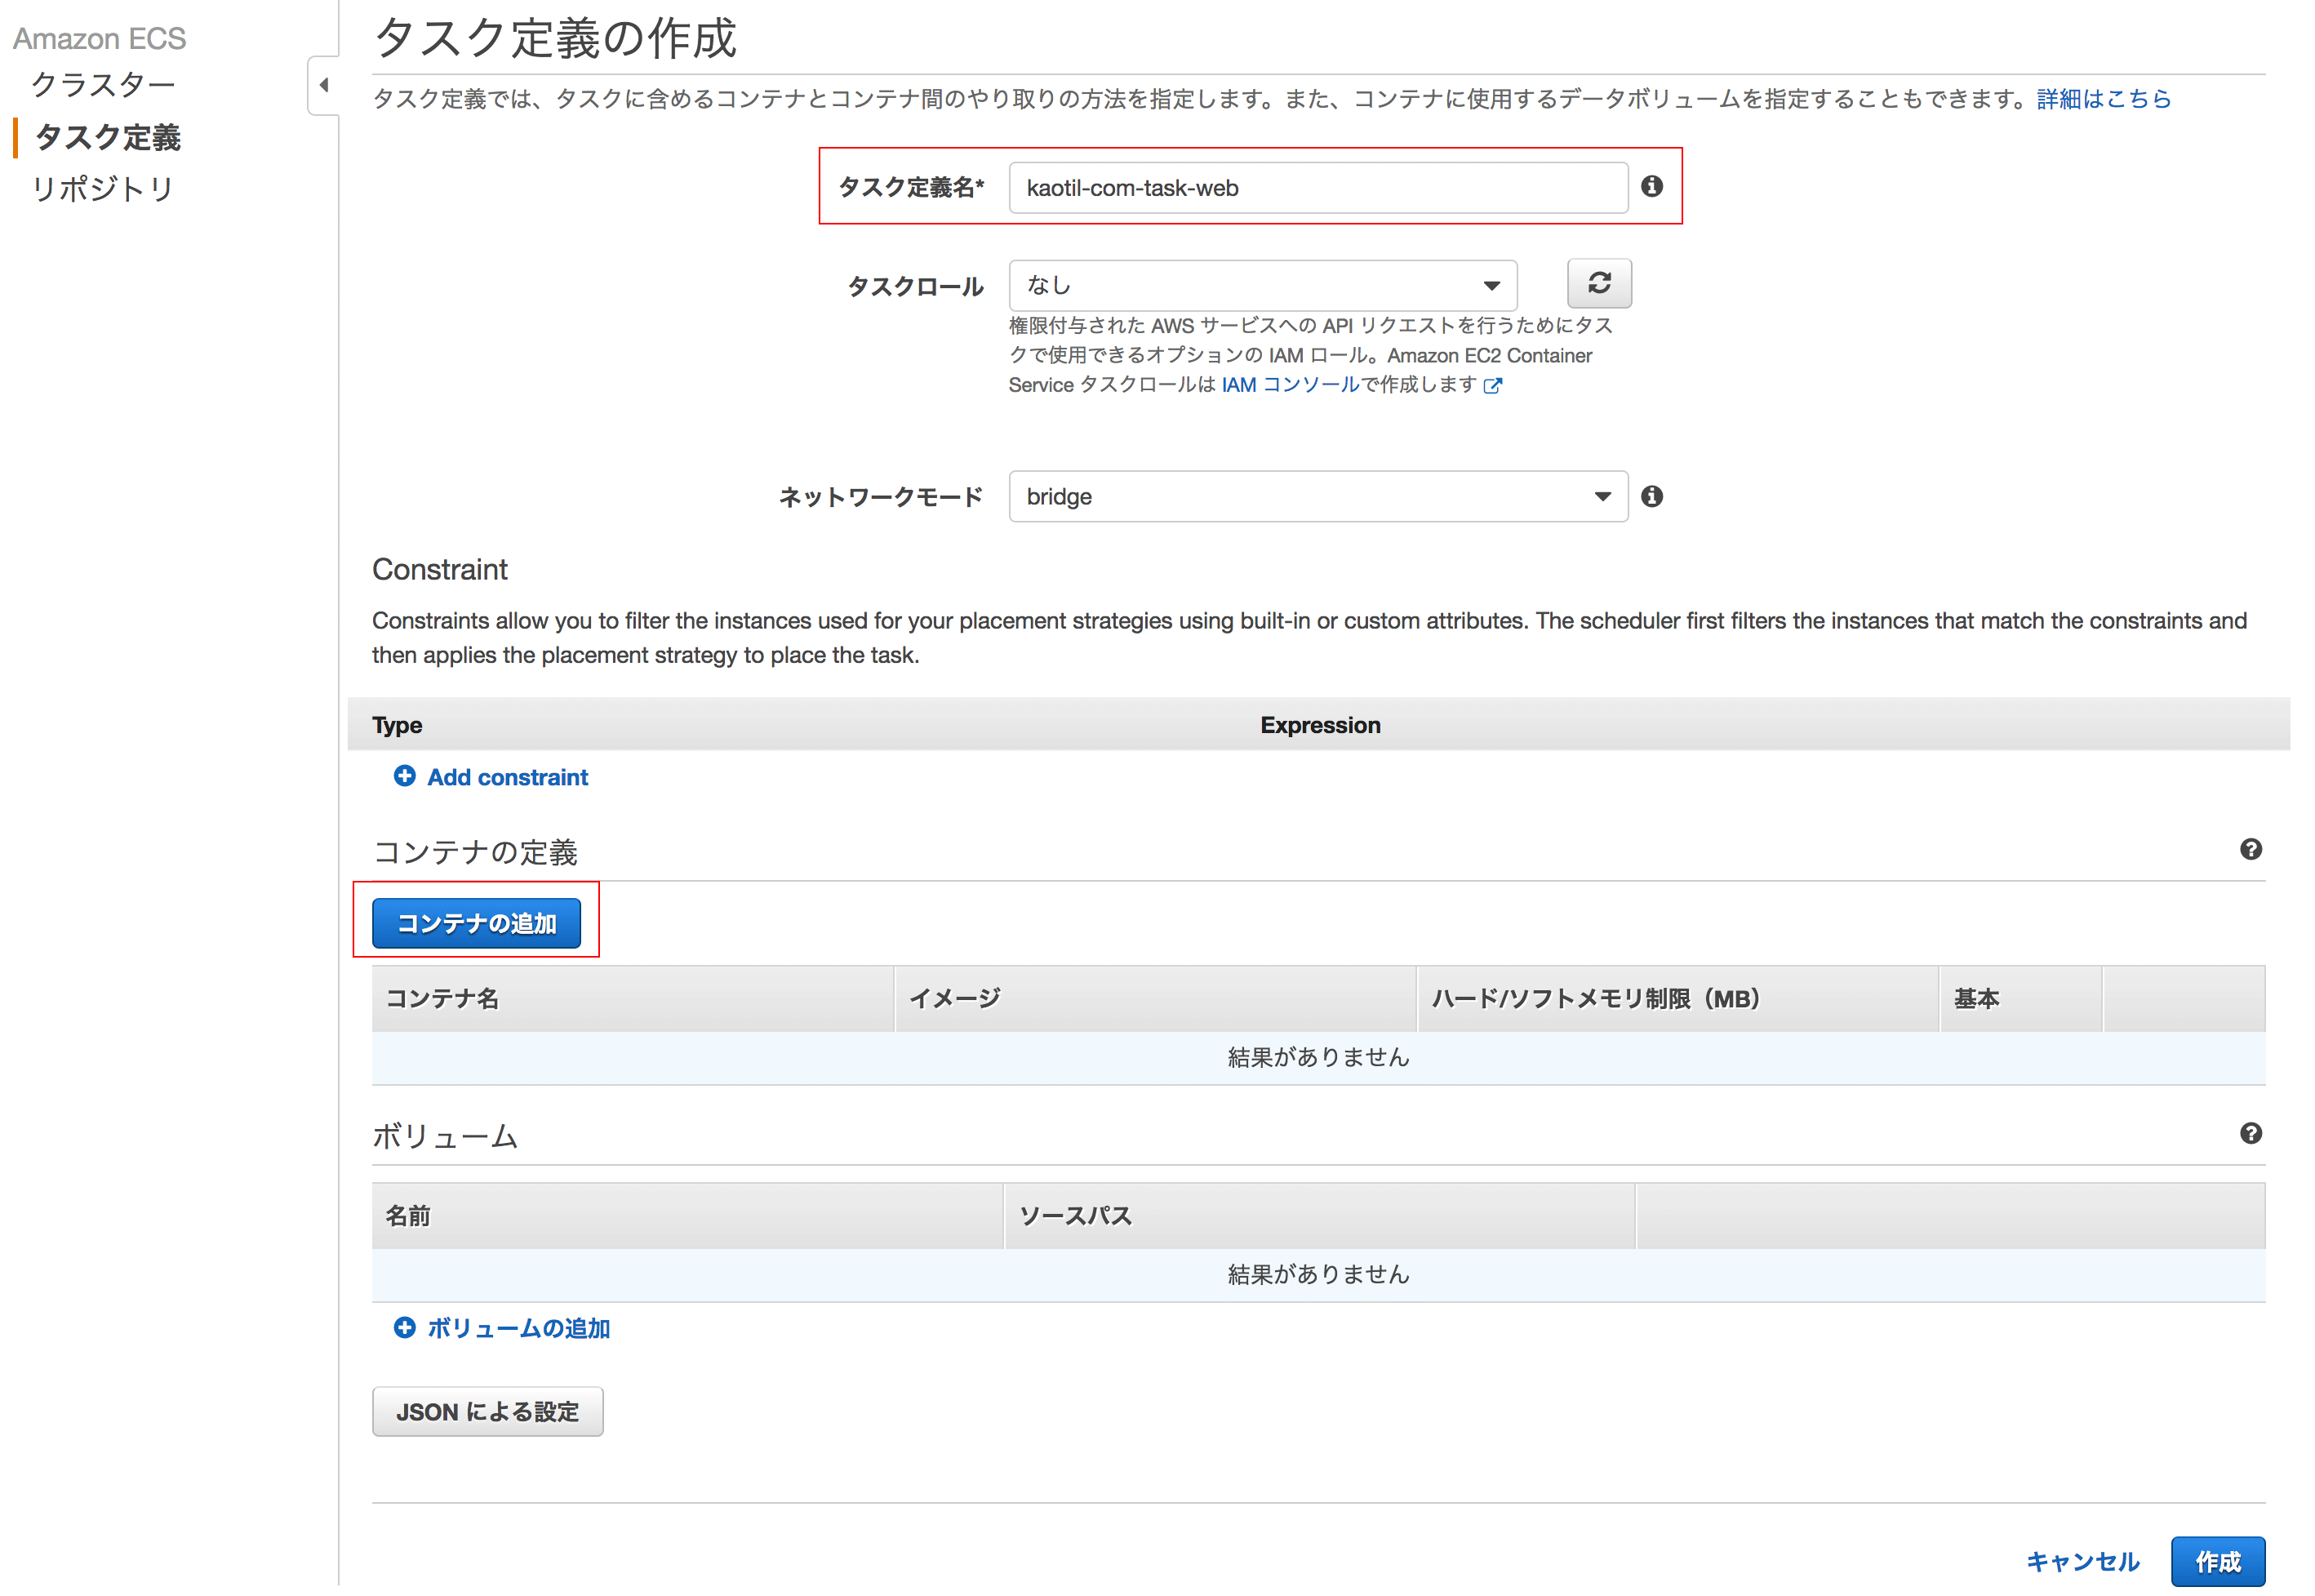 Amazon ECS
クラスター
タスク定義
リポジトリ
タスク定義の作成
タスク定義では、タスクに含めるコンテナとコンテナ間のやり取りの方法を指定します。また、コンテナに使用するデータボリュームを指定することもできます。詳細はこちら
タスク定義名* kaotil-com-task-web
タスクロール なし
権限付与された AWS サービスへの API リクエストを行うためにタス
クで使用できるオプションの IAM ロール。Amazon EC2 Container
Service タスクロールは IAM コンソールで作成します
ネットワークモード bridge
Constraint
Constraints allow you to filter the instances used for your placement strategies using built-in or custom attributes. The scheduler first filters the instances that match the constraints and
then applies the placement strategy to place the task.
Type Expression
Add constraint
コンテナの定義
コンテナの追加
コンテナ名 イメージ ハード/ソフトメモリ制限（MB） 基本
結果がありません
ボリューム
名前 ソースパス
結果がありません
ボリュームの追加
JSON による設定
キャンセル 作成